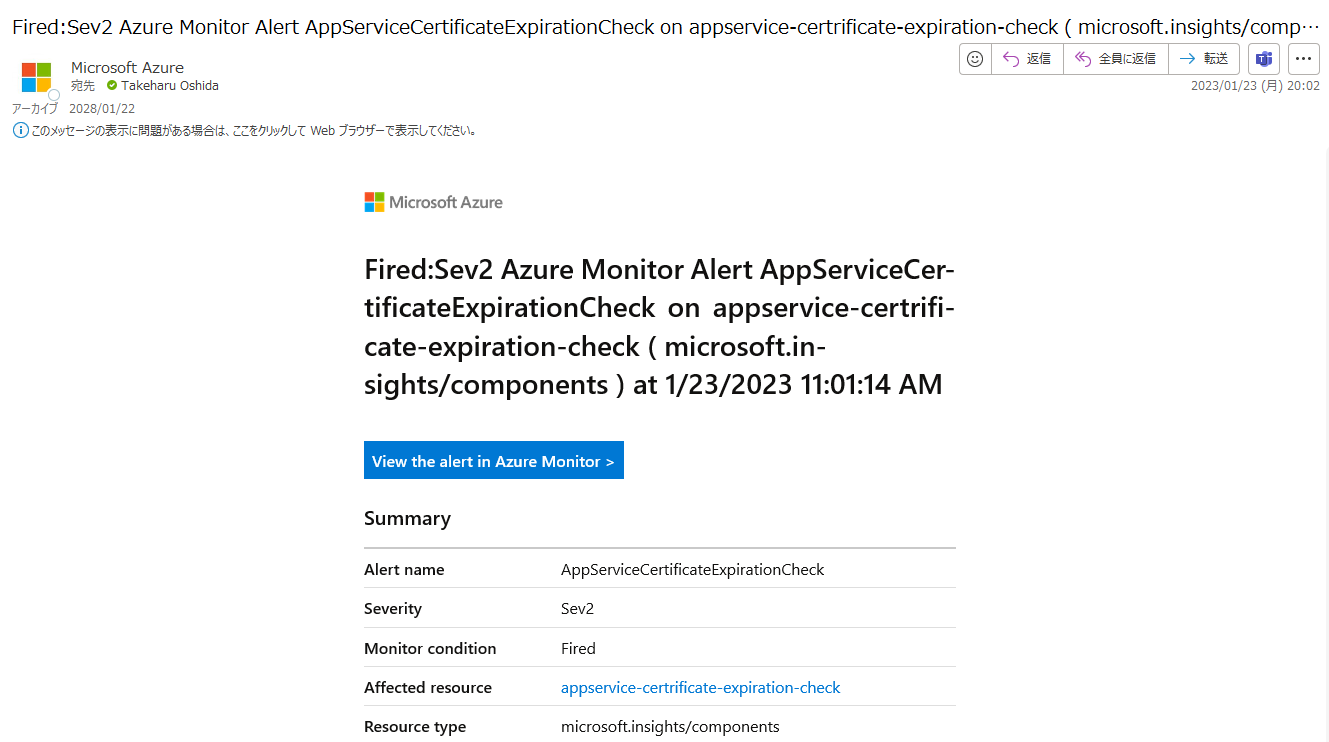 Fired:Sev2 Azure Monitor Alert AppServiceCertificateExpirationCheck on appservice-certrificate-expiration-check ( microsoft.insights/comp…
Microsoft Azure
宛先 Takeharu Oshida
返信
全員に返信
転送
2023/01/23 (月) 20:02
アーカイブ 2028/01/22
このメッセージの表示に問題がある場合は、ここをクリックして Web ブラウザーで表示してください。
Microsoft Azure
Fired:Sev2 Azure Monitor Alert AppServiceCer-
tificateExpirationCheck on appservice-certrifi-
cate-expiration-check ( microsoft.in-
sights/components ) at 1/23/2023 11:01:14 AM
View the alert in Azure Monitor >
Summary
Alert name AppServiceCertificateExpirationCheck
Severity Sev2
Monitor condition Fired
Affected resource appservice-certrificate-expiration-check
Resource type microsoft.insights/components